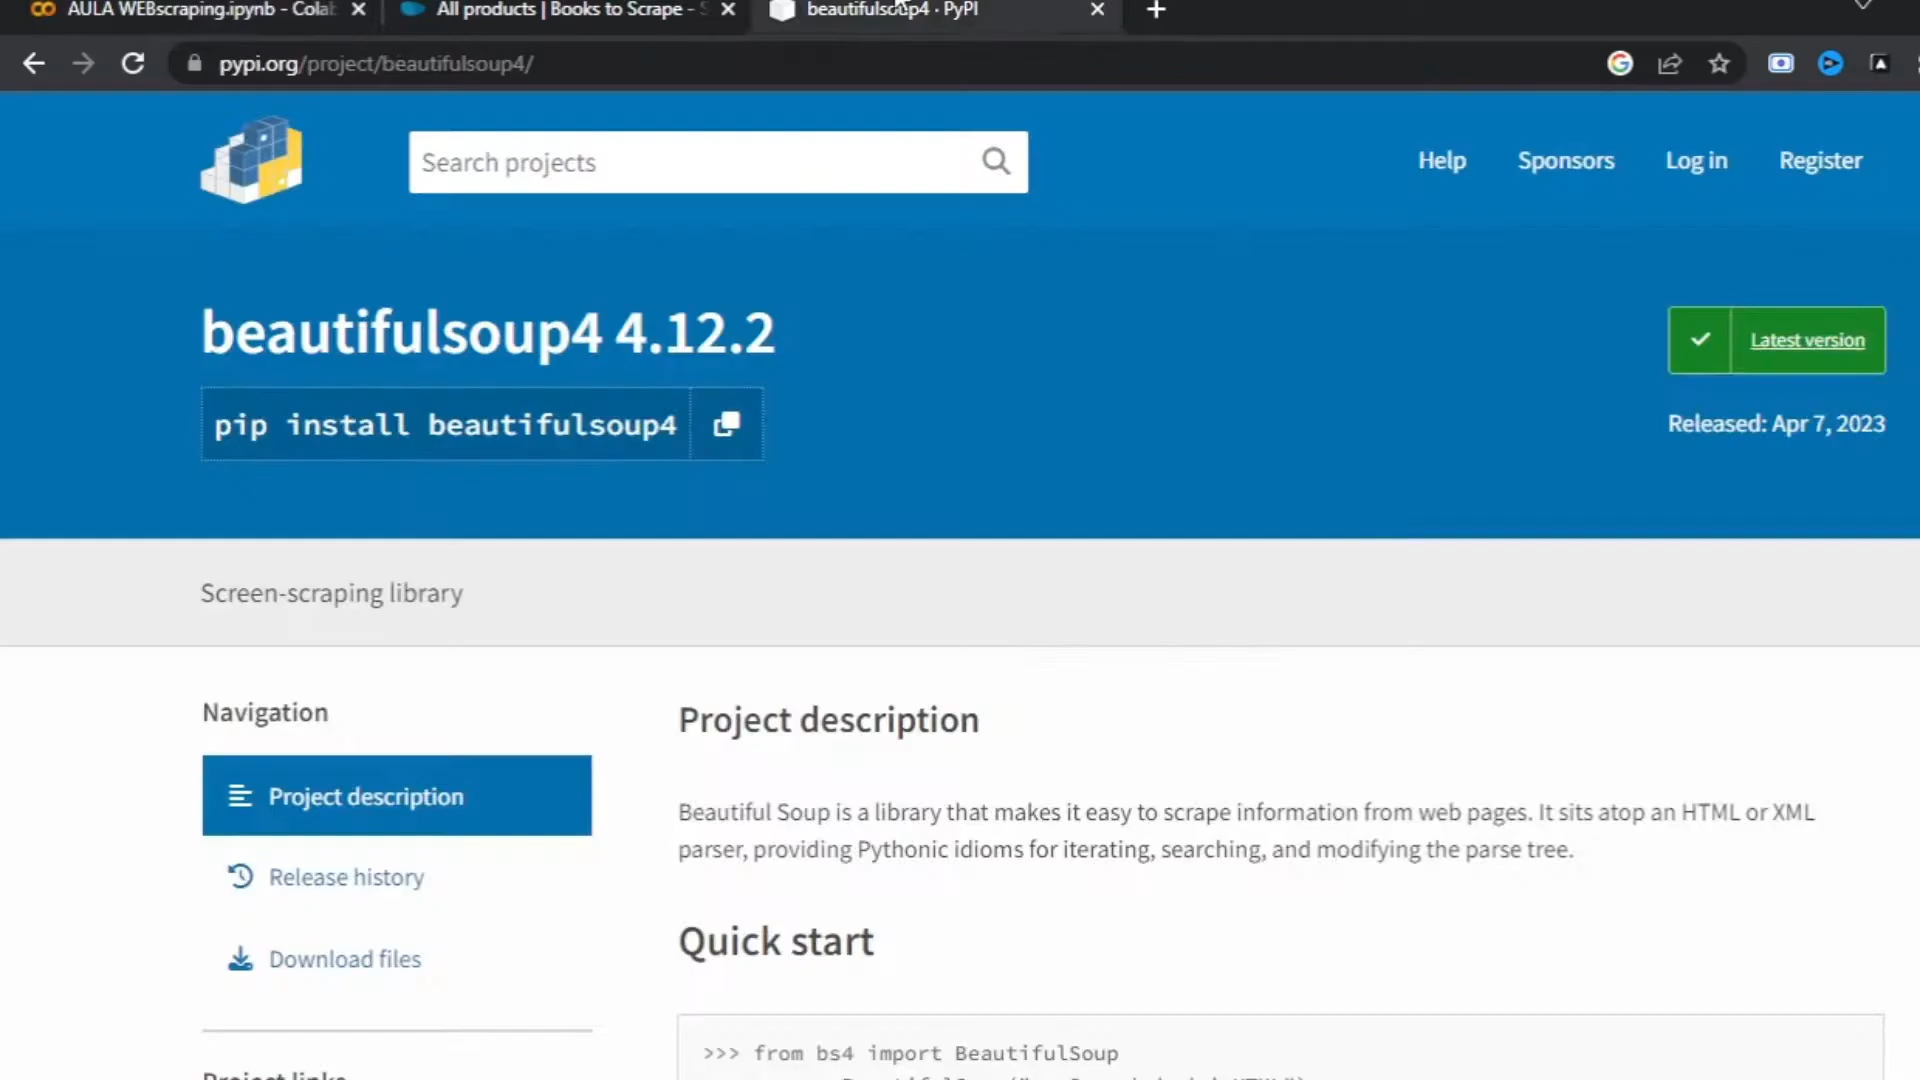 AULA WEBscraping.ipynb - Colab
All products | Books to Scrape - S
beautifulsoup4 · PyPI
pypi.org/project/beautifulsoup4/
Search projects
Help
Sponsors
Log in
Register
beautifulsoup4 4.12.2
Latest version
pip install beautifulsoup4
Released: Apr 7, 2023
Screen-scraping library
Navigation
Project description
Release history
Download files
Project links
Project description
Beautiful Soup is a library that makes it easy to scrape information from web pages. It sits atop an HTML or XML
parser, providing Pythonic idioms for iterating, searching, and modifying the parse tree.
Quick start
>>> from bs4 import BeautifulSoup